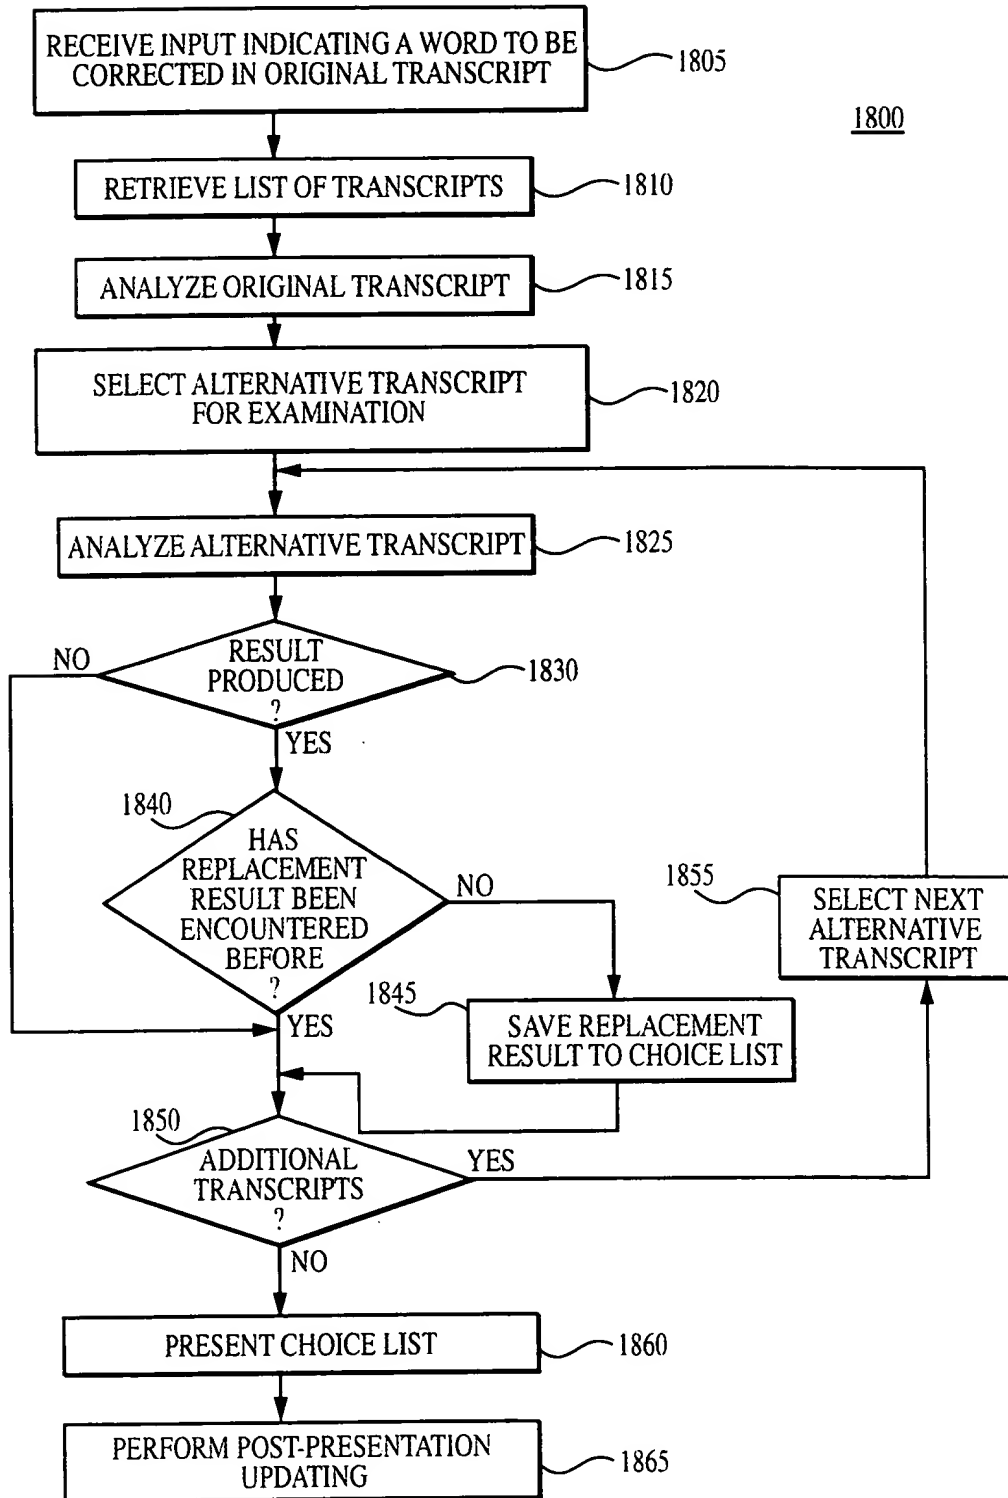 RECEIVE INPUT INDICATING A WORD TO BE
CORRECTED IN ORIGINAL TRANSCRIPT
1805
1800
RETRIEVE LIST OF TRANSCRIPTS
1810
ANALYZE ORIGINAL TRANSCRIPT
1815
SELECT ALTERNATIVE TRANSCRIPT
FOR EXAMINATION
1820
ANALYZE ALTERNATIVE TRANSCRIPT
1825
NO
RESULT
PRODUCED
?
1830
YES
1840
HAS
REPLACEMENT
RESULT BEEN
ENCOUNTERED
BEFORE
?
NO
1855
SELECT NEXT
ALTERNATIVE
TRANSCRIPT
YES
1845
SAVE REPLACEMENT
RESULT TO CHOICE LIST
1850
ADDITIONAL
TRANSCRIPTS
?
YES
NO
PRESENT CHOICE LIST
1860
PERFORM POST-PRESENTATION
UPDATING
1865